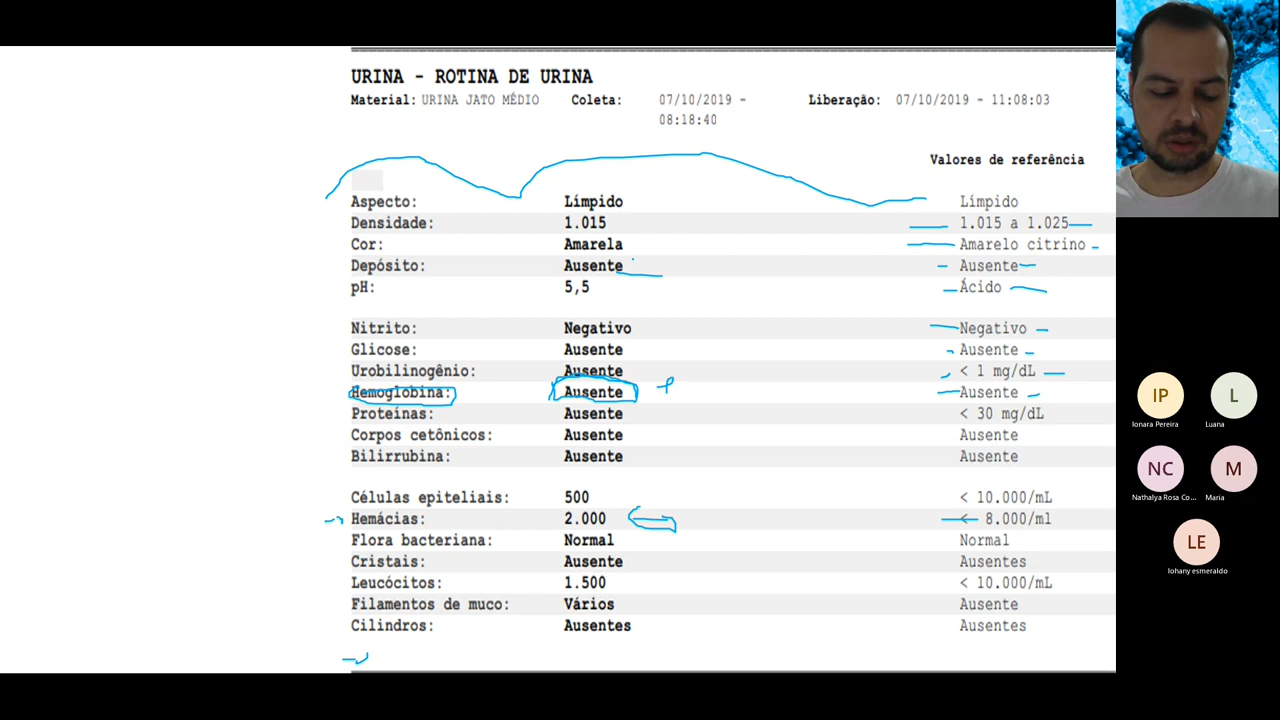 URINA - ROTINA DE URINA
Material: URINA JATO MÉDIO Coleta: 07/10/2019 - 08:18:40 Liberação: 07/10/2019 - 11:08:03
Valores de referência
Aspecto: Límpido Límpido
Densidade: 1.015 1.015 a 1.025
Cor: Amarela Amarelo citrino
Depósito: Ausente Ausente
pH: 5,5 Ácido
Nitrito: Negativo Negativo
Glicose: Ausente Ausente
Urobilinogênio: Ausente < 1 mg/dL
Hemoglobina: Ausente Ausente
Proteínas: Ausente < 30 mg/dL
Corpos cetônicos: Ausente Ausente
Bilirrubina: Ausente Ausente
Células epiteliais: 500 < 10.000/mL
Hemácias: 2.000 < 8.000/ml
Flora bacteriana: Normal Normal
Cristais: Ausente Ausentes
Leucócitos: 1.500 < 10.000/mL
Filamentos de muco: Vários Ausente
Cilindros: Ausentes Ausentes
IP L
Ionara Pereira Luana
NC M
Nathalya Rosa Co... Maria
LE
lohany esmeraldo